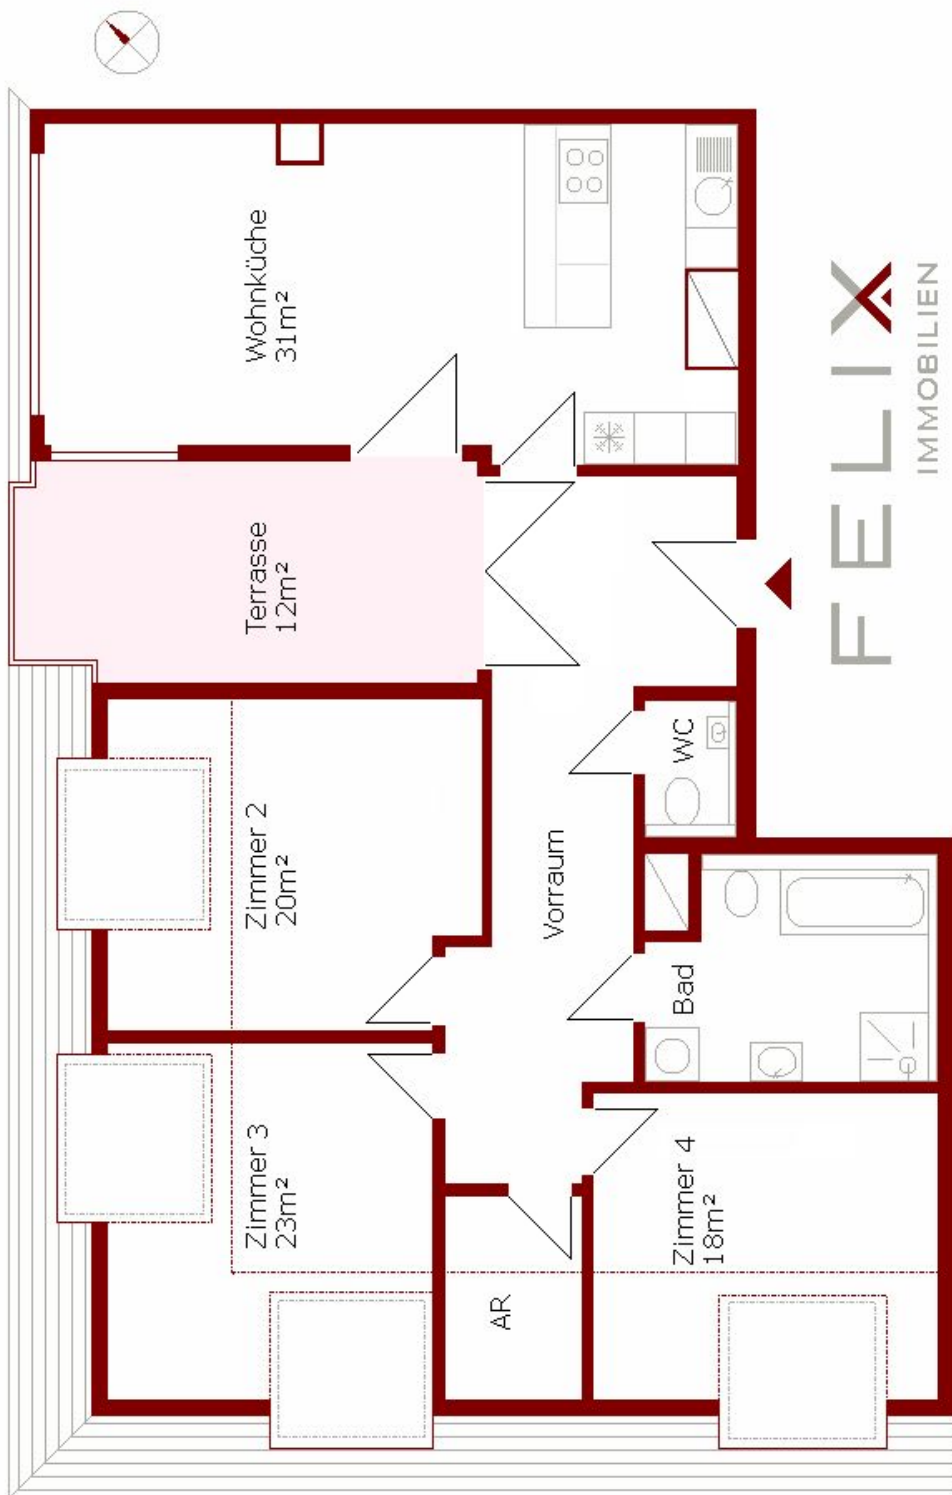 Wohnküche
31m²
Terrasse
12m²
Zimmer 2
20m²
Zimmer 3
23m²
Vorraum
WC
Bad
AR
Zimmer 4
18m²
FELIX
IMMOBILIEN